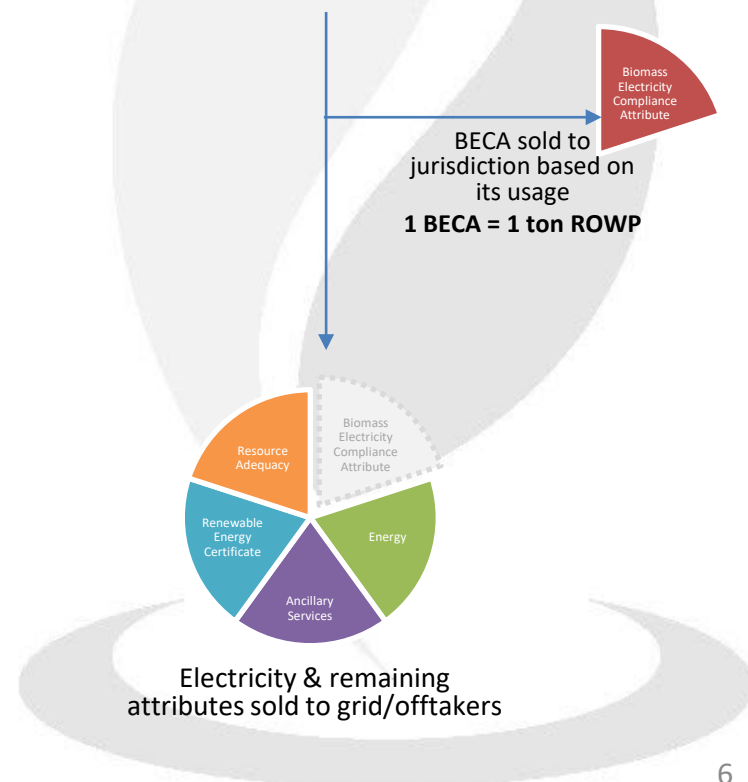 Biomass
Electricity
Compliance
Attribute
BECA sold to
jurisdiction based on
its usage
1 BECA = 1 ton ROWP
Biomass
Electricity
Compliance
Attribute
Resource
Adequacy
Renewable
Energy
Certificate
Energy
Ancillary
Services
Electricity & remaining
attributes sold to grid/offtakers
6